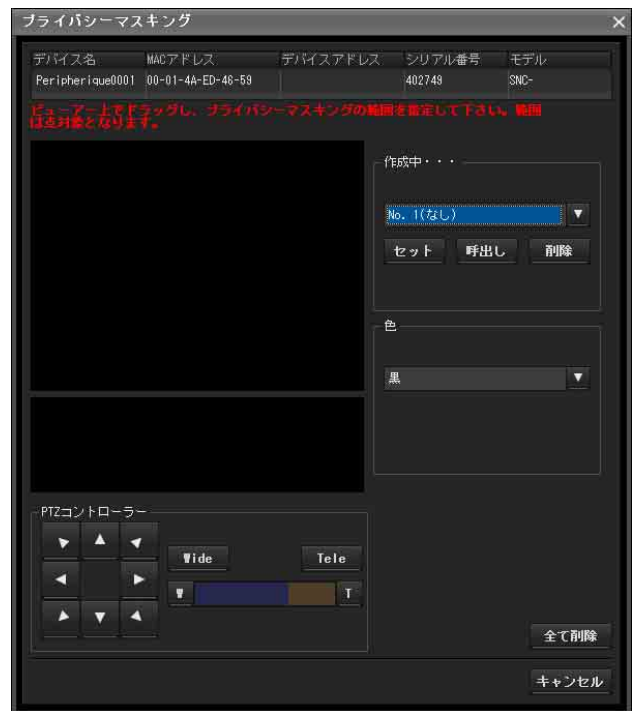 プライバシーマスキング
デバイス名 MACアドレス デバイスアドレス シリアル番号 モデル
Peripherique0001 00-01-4A-ED-46-59 402749 SNC-
ビューアー上でドラッグし、プライバシーマスキングの範囲を指定して下さい。範囲
は点対象となります。
作成中・・・
No. 1(なし)
セット 呼出し 削除
色
黒
PTZコントローラー
Wide Tele
W T
全て削除
キャンセル